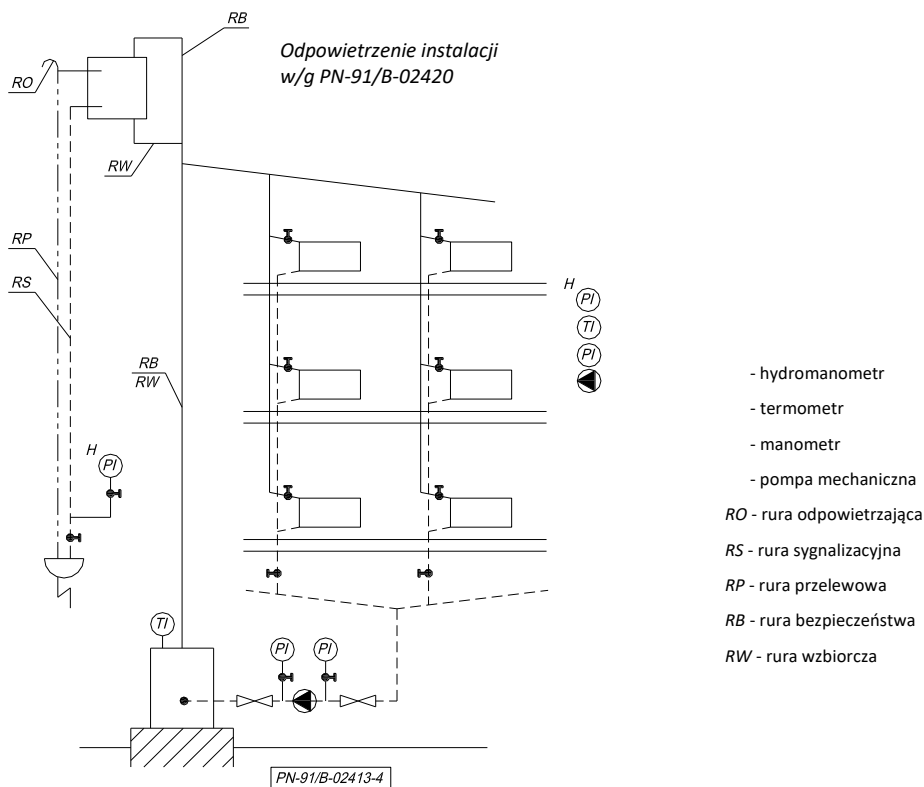 RB
Odpowietrzenie instalacji
w/g PN-91/B-02420
RO
RW
RP
RS
H
PI
TI
PI
RB
RW
H
PI
TI
PI
PI
- hydromanometr
- termometr
- manometr
- pompa mechaniczna
RO - rura odpowietrzająca
RS - rura sygnalizacyjna
RP - rura przelewowa
RB - rura bezpieczeństwa
RW - rura wzbiorcza
PN-91/B-02413-4